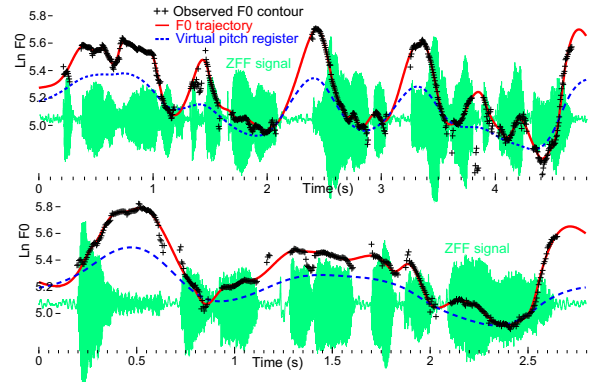 ++ Observed F0 contour
F0 trajectory
Virtual pitch register
ZFF signal
Ln F0
5.8
5.6
5.4
5.2
5.0
0 1 2 3 4
Time (s)
Ln F0
5.8
5.6
5.4
5.2
5.0
ZFF signal
0 0.5 1 1.5 2 2.5
Time (s)